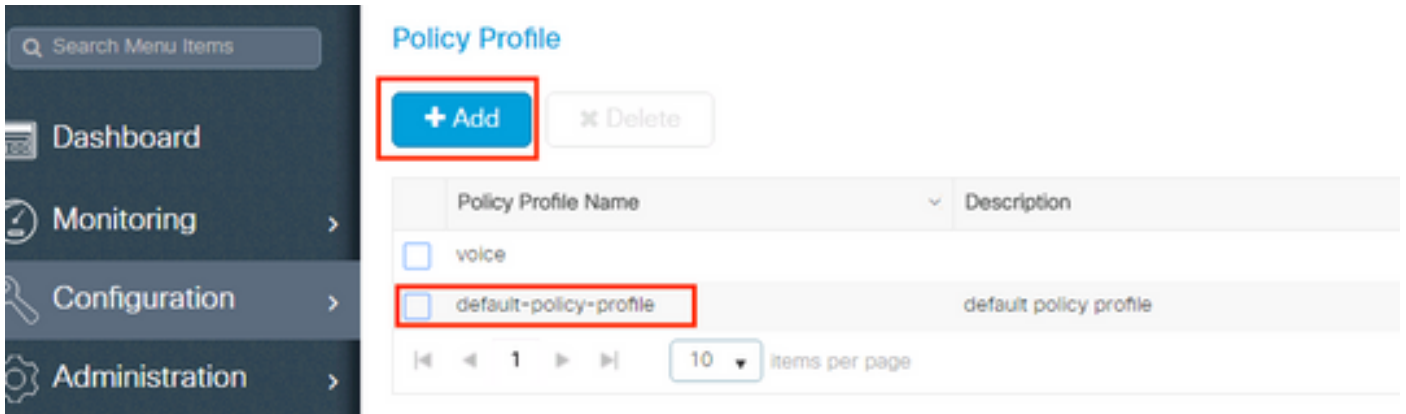 Search Menu Items
Dashboard
Monitoring
Configuration
Administration
Policy Profile
+ Add
✖ Delete
Policy Profile Name Description
voice
default-policy-profile default policy profile
1 10 items per page